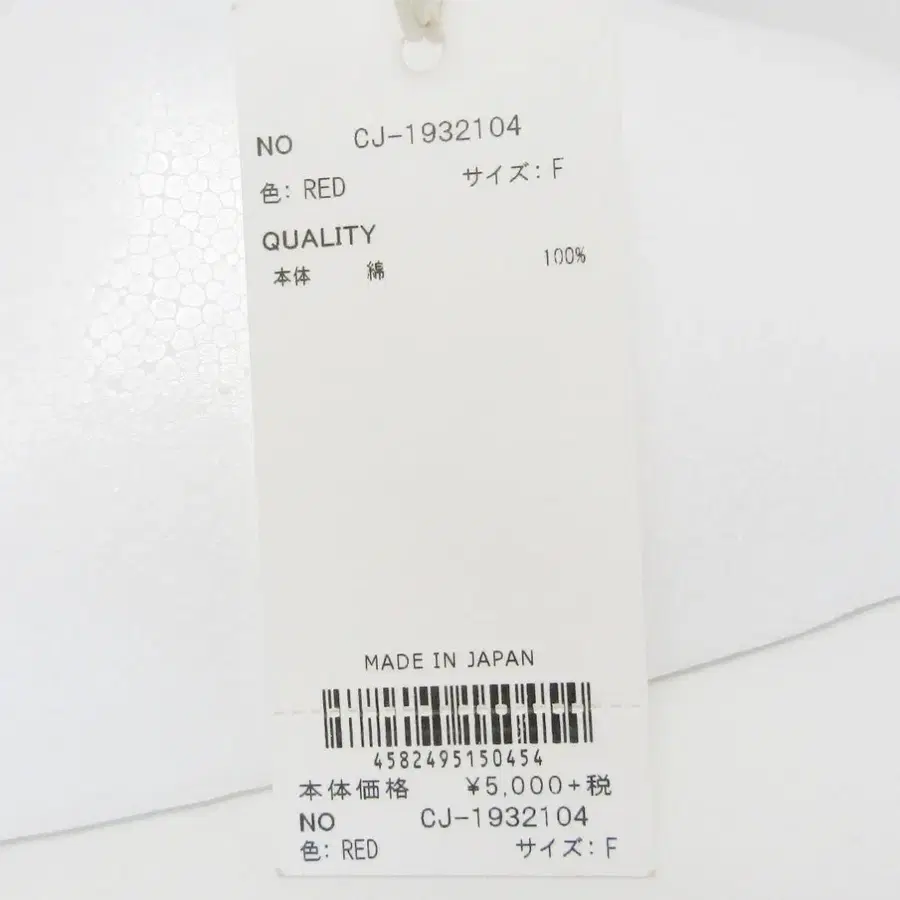 NO CJ-1932104
色: RED サイズ: F
QUALITY
本体 綿 100%
MADE IN JAPAN
4582495150454
本体価格 ¥5,000+税
NO CJ-1932104
色: RED サイズ: F